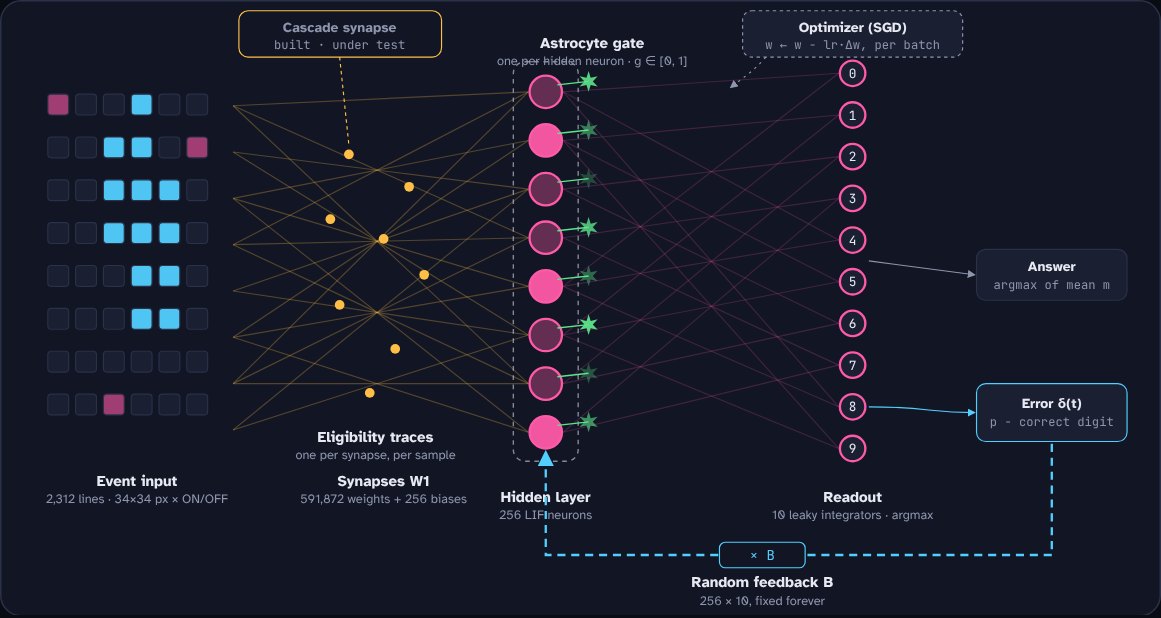 Cascade synapse
built · under test
Astrocyte gate
one per hidden neuron · g ∈ [0, 1]
Optimizer (SGD)
w ← w - lr·Δw, per batch
0
1
2
3
4
5
6
7
8
9
Answer
argmax of mean m
Error δ(t)
p - correct digit
Eligibility traces
one per synapse, per sample
Event input
2,312 lines · 34×34 px × ON/OFF
Synapses W1
591,872 weights + 256 biases
Hidden layer
256 LIF neurons
Readout
10 leaky integrators · argmax
× B
Random feedback B
256 × 10, fixed forever